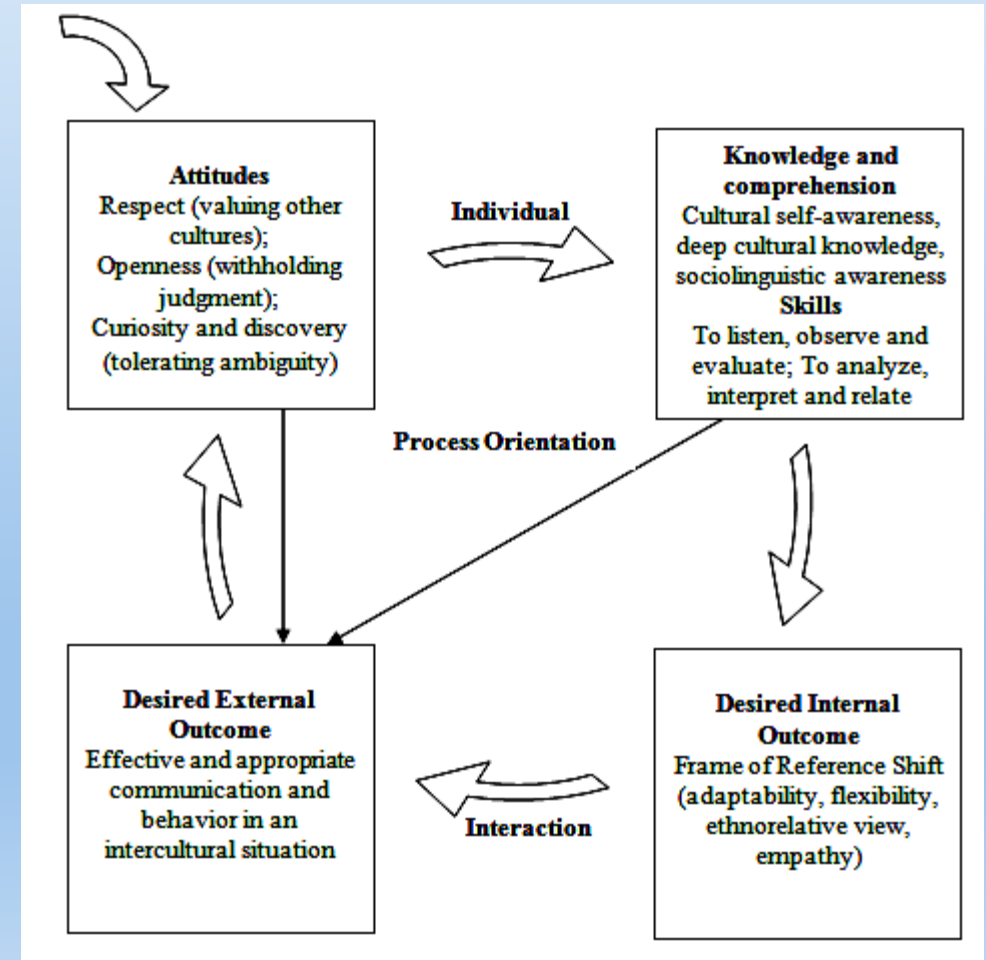 Attitudes
Respect (valuing other
cultures);
Openness (withholding
judgment);
Curiosity and discovery
(tolerating ambiguity)
Individual
Knowledge and
comprehension
Cultural self-awareness,
deep cultural knowledge,
sociolinguistic awareness
Skills
To listen, observe and
evaluate; To analyze,
interpret and relate
Process Orientation
Desired External
Outcome
Effective and appropriate
communication and
behavior in an
intercultural situation
Interaction
Desired Internal
Outcome
Frame of Reference Shift
(adaptability, flexibility,
ethnorelative view,
empathy)